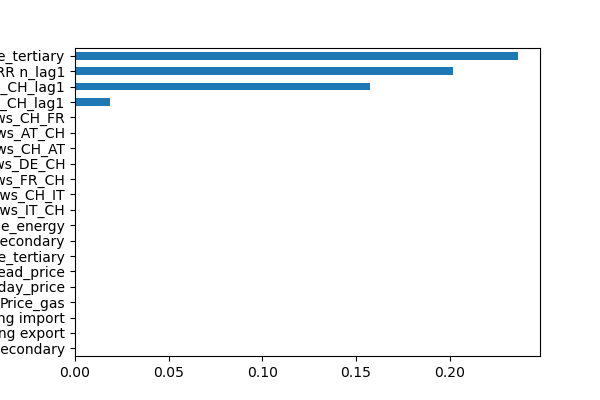 e_tertiary
RR n_lag1
_CH_lag1
_CH_lag1
ws_CH_FR
ws_AT_CH
ws_CH_AT
ws_DE_CH
ws_FR_CH
ws_CH_IT
ws_IT_CH
e_energy
econdary
e_tertiary
ead_price
day_price
Price_gas
ng import
ng export
econdary
0.00 0.05 0.10 0.15 0.20